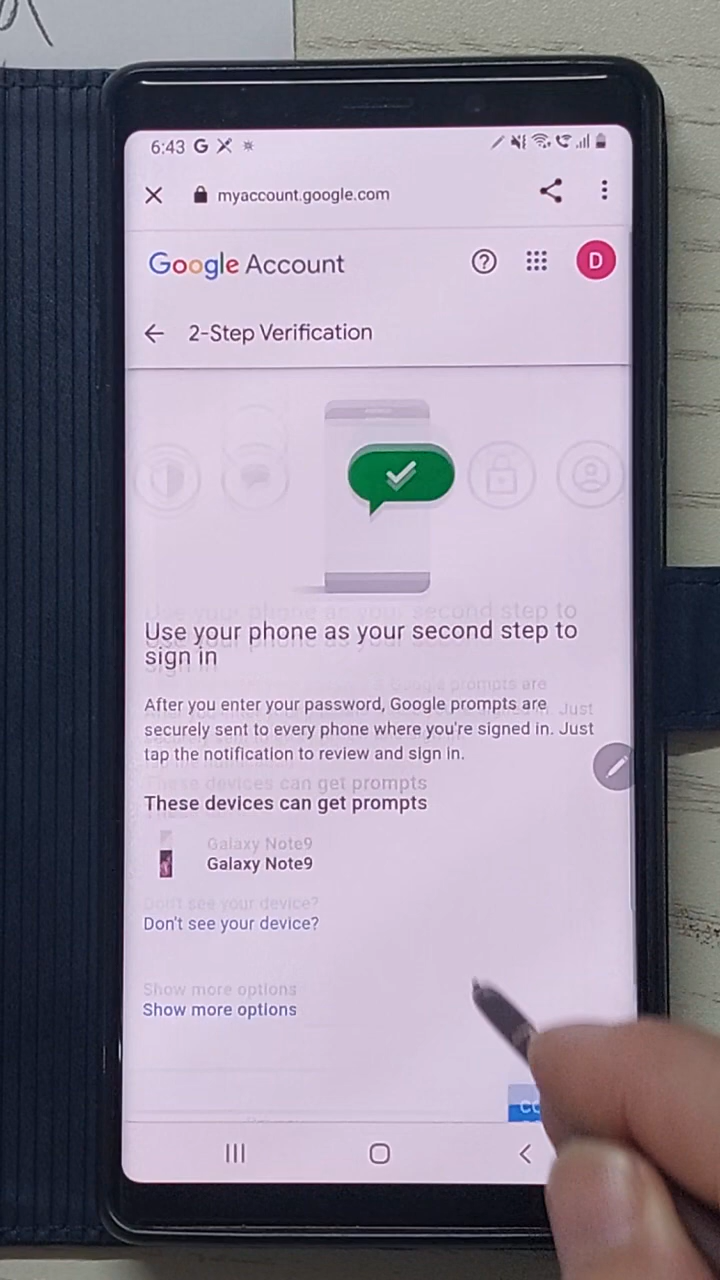 6:43 G
myaccount.google.com
Google Account
D
2-Step Verification
Use your phone as your second step to
sign in
After you enter your password, Google prompts are
securely sent to every phone where you're signed in. Just
tap the notification to review and sign in.
These devices can get prompts
Galaxy Note9
Don't see your device?
Show more options